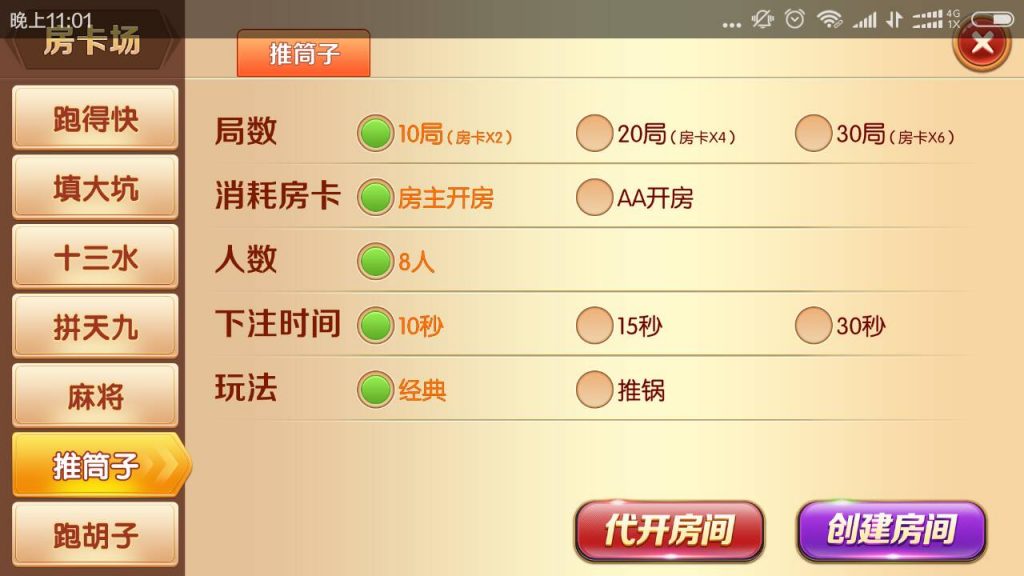 晚上11:01
4G
1X
房卡场
推筒子
跑得快
填大坑
十三水
拼天九
麻将
推筒子
跑胡子
局数 10局(房卡X2) 20局(房卡X4) 30局(房卡X6)
消耗房卡 房主开房 AA开房
人数 8人
下注时间 10秒 15秒 30秒
玩法 经典 推锅
代开房间 创建房间